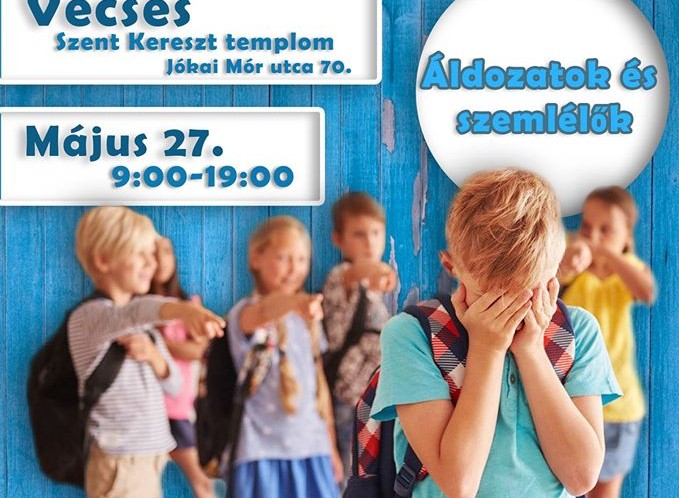 Vecsés
Szent Kereszt templom
Jókai Mór utca 70.
Május 27.
9:00-19:00
Áldozatok és
szemlélők